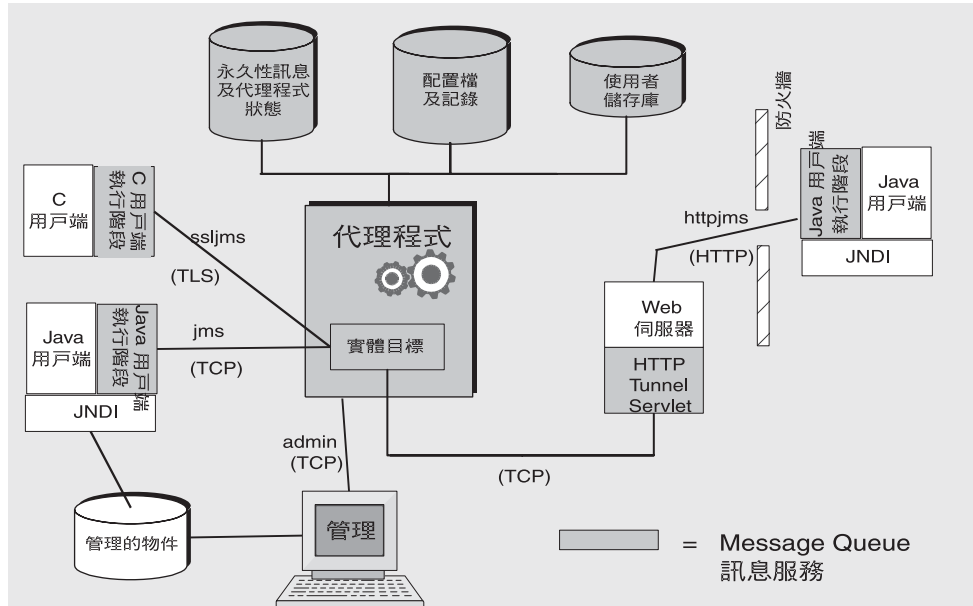 永久性訊息
及代理程式
狀態
配置檔
及記錄
使用者
儲存庫
防火牆
C
用戶端
C 用戶端
執行階段
ssljms
(TLS)
代理程式
httpjms
(HTTP)
Java 用戶端
執行階段
Java
用戶端
JNDI
Java
用戶端
Java 用戶端
執行階段
JNDI
jms
(TCP)
實體目標
Web
伺服器
HTTP
Tunnel
Servlet
admin
(TCP)
(TCP)
管理的物件
管理
= Message Queue
訊息服務